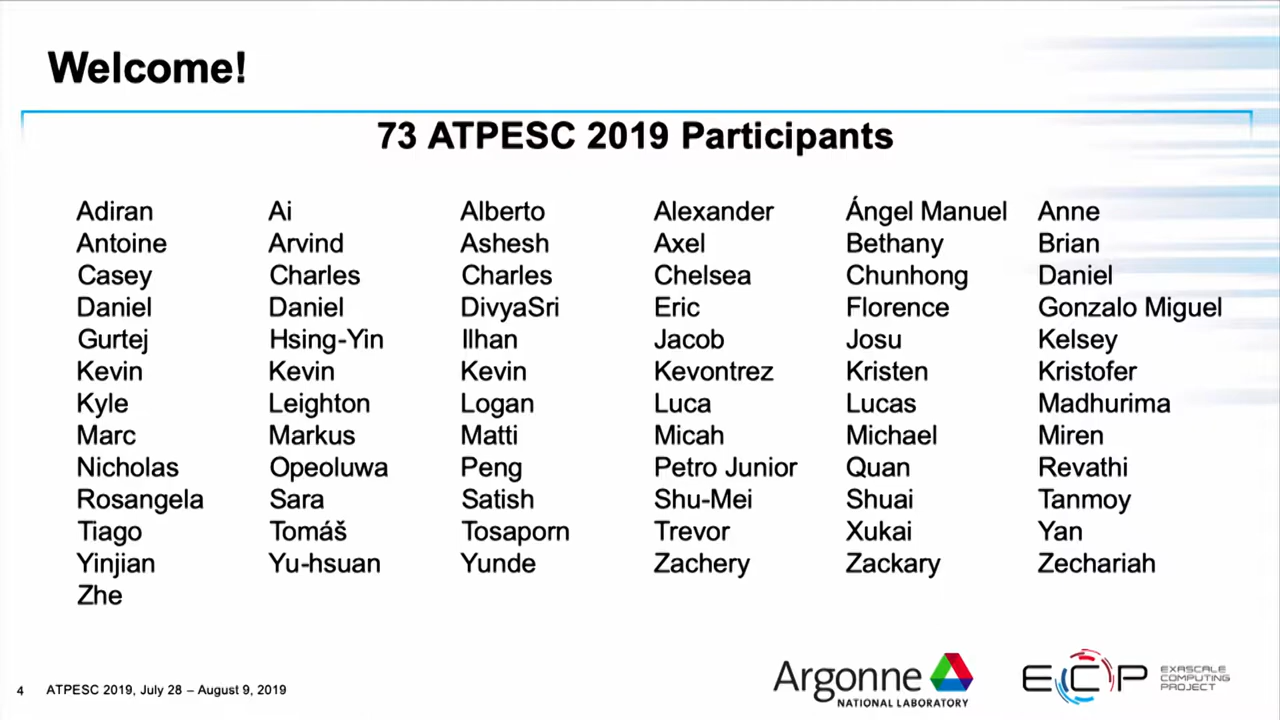 Welcome!
73 ATPESC 2019 Participants
Adiran Ai Alberto Alexander Ángel Manuel Anne
Antoine Arvind Ashesh Axel Bethany Brian
Casey Charles Charles Chelsea Chunhong Daniel
Daniel Daniel DivyaSri Eric Florence Gonzalo Miguel
Gurtej Hsing-Yin Ilhan Jacob Josu Kelsey
Kevin Kevin Kevin Kevontrez Kristen Kristofer
Kyle Leighton Logan Luca Lucas Madhurima
Marc Markus Matti Micah Michael Miren
Nicholas Opeoluwa Peng Petro Junior Quan Revathi
Rosangela Sara Satish Shu-Mei Shuai Tanmoy
Tiago Tomáš Tosaporn Trevor Xukai Yan
Yinjian Yu-hsuan Yunde Zachery Zackary Zechariah
Zhe
4 ATPESC 2019, July 28 – August 9, 2019
Argonne
NATIONAL LABORATORY
ECP
EXASCALE
COMPUTING
PROJECT